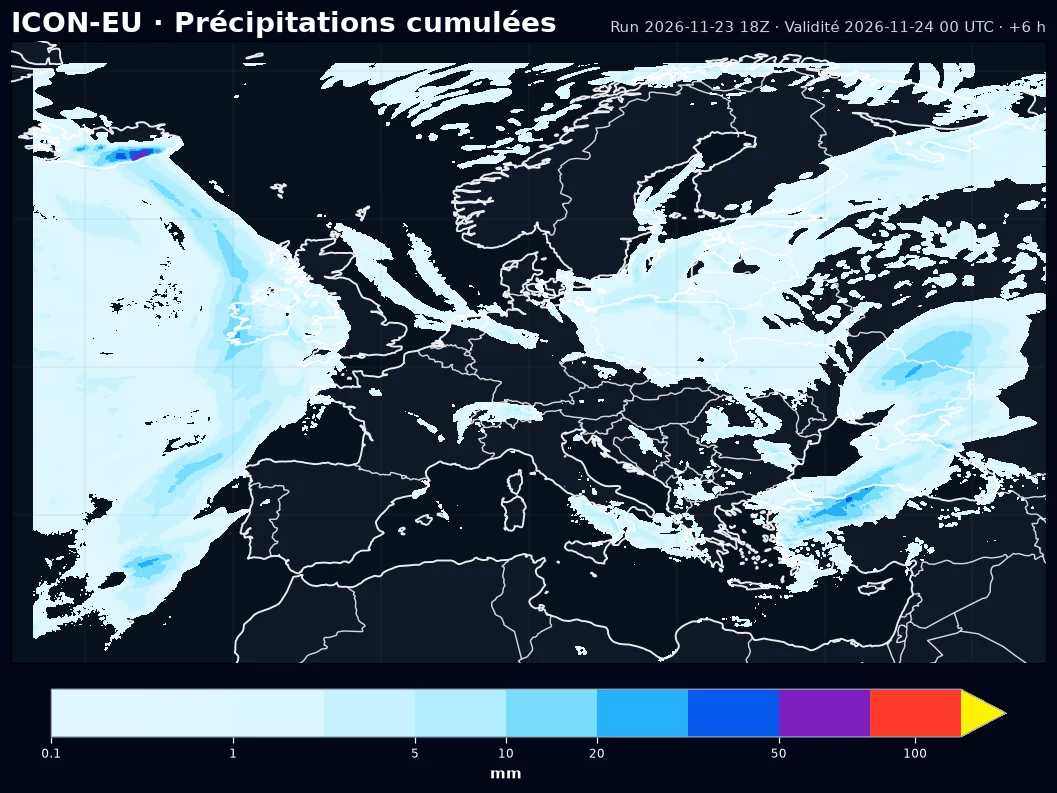 ICON-EU · Précipitations cumulées
Run 2026-11-23 18Z · Validité 2026-11-24 00 UTC · +6 h
0.1 1 5 10 20 50 100
mm